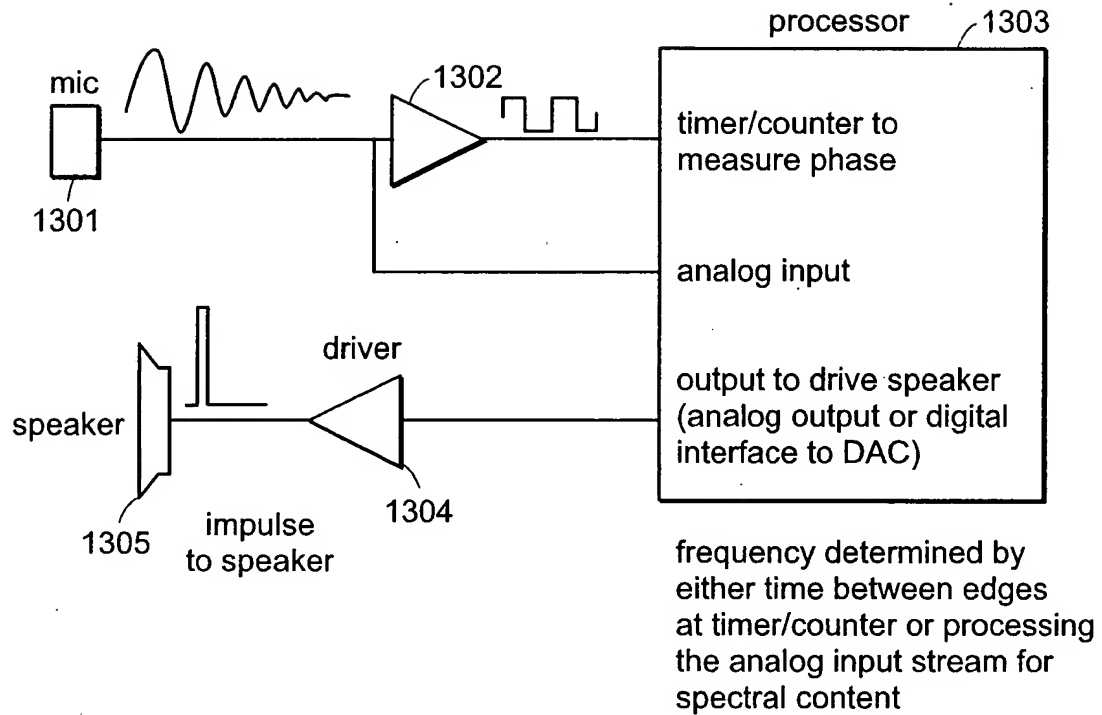 processor
1303
mic
1302
1301
timer/counter to
measure phase
analog input
driver
speaker
output to drive speaker
(analog output or digital
interface to DAC)
1304
1305
impulse
to speaker
frequency determined by
either time between edges
at timer/counter or processing
the analog input stream for
spectral content